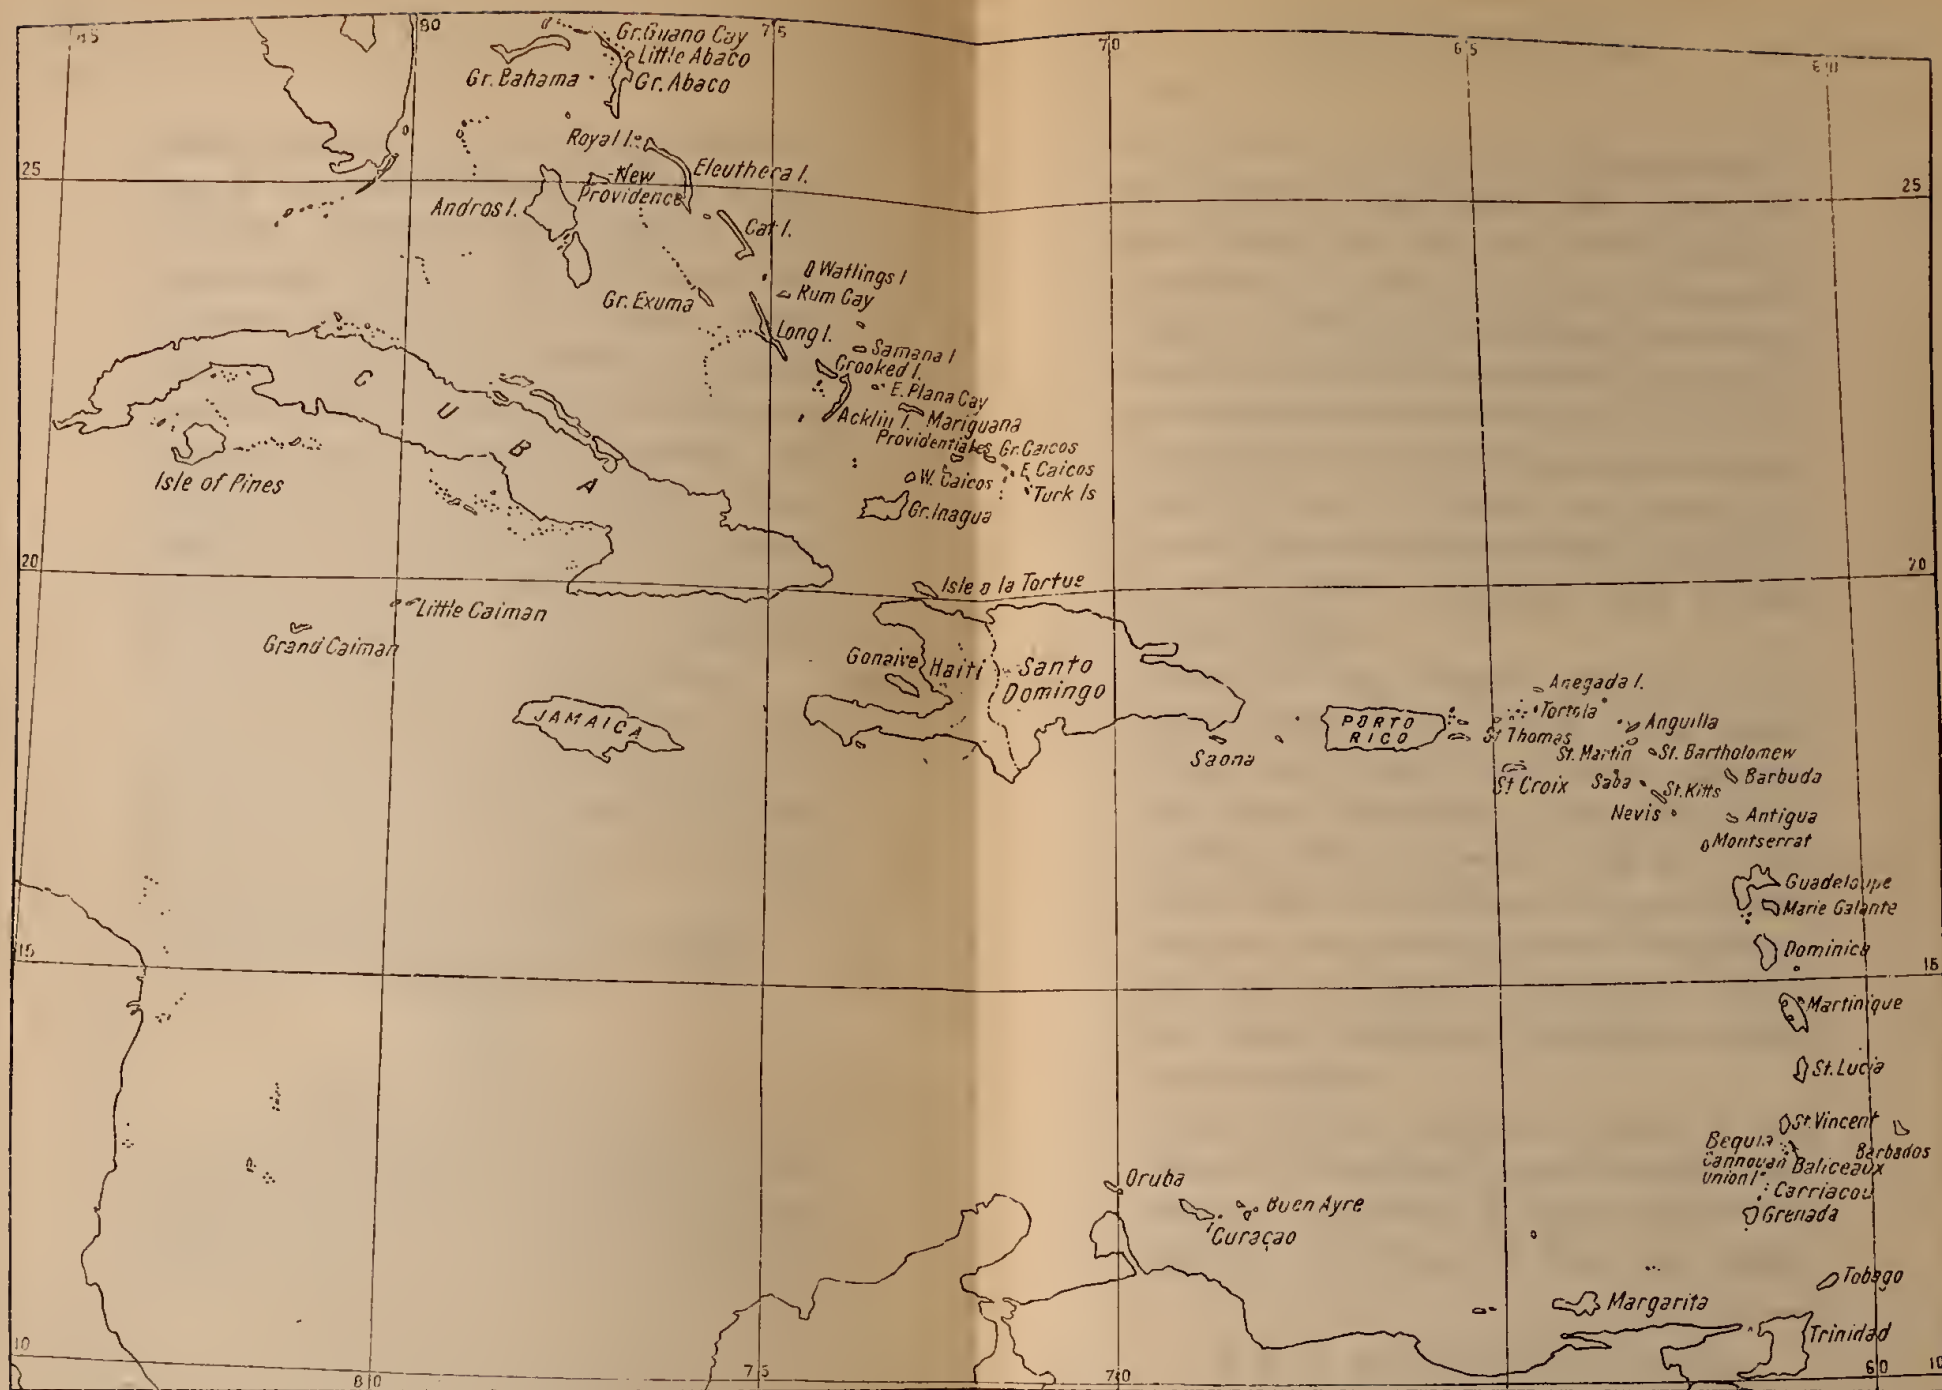 85
80
75
70
65
60
Gr. Guano Cay
Little Abaco
Gr. Bahama
Gr. Abaco
Royal I.
Eleuthera I.
25
New
Providence
25
Andros I.
Cat I.
Watlings I
Rum Cay
Gr. Exuma
Long I.
Samana I
Crooked I.
E. Plana Cay
Acklin I.
Mariguana
Providentiales
Gr. Caicos
E. Caicos
W. Caicos
Turk Is
Gr. Inagua
CUBA
Isle of Pines
20
20
Isle a la Tortue
Little Caiman
Grand Caiman
Gonaive
Haiti
Santo
Domingo
JAMAICA
Saona
PORTO
RICO
Anegada I.
Tortola
Anguilla
St Thomas
St. Martin
St. Bartholomew
St Croix
Saba
St. Kitts
Barbuda
Nevis
Antigua
Montserrat
Guadeloupe
Marie Galante
15
Dominica
15
Martinique
St. Lucia
St. Vincent
Bequia
Barbados
Cannouan
Baliceaux
Union I
Carriacou
Grenada
Oruba
Buen Ayre
Curaçao
Tobago
Margarita
Trinidad
10
80
75
70
60
10